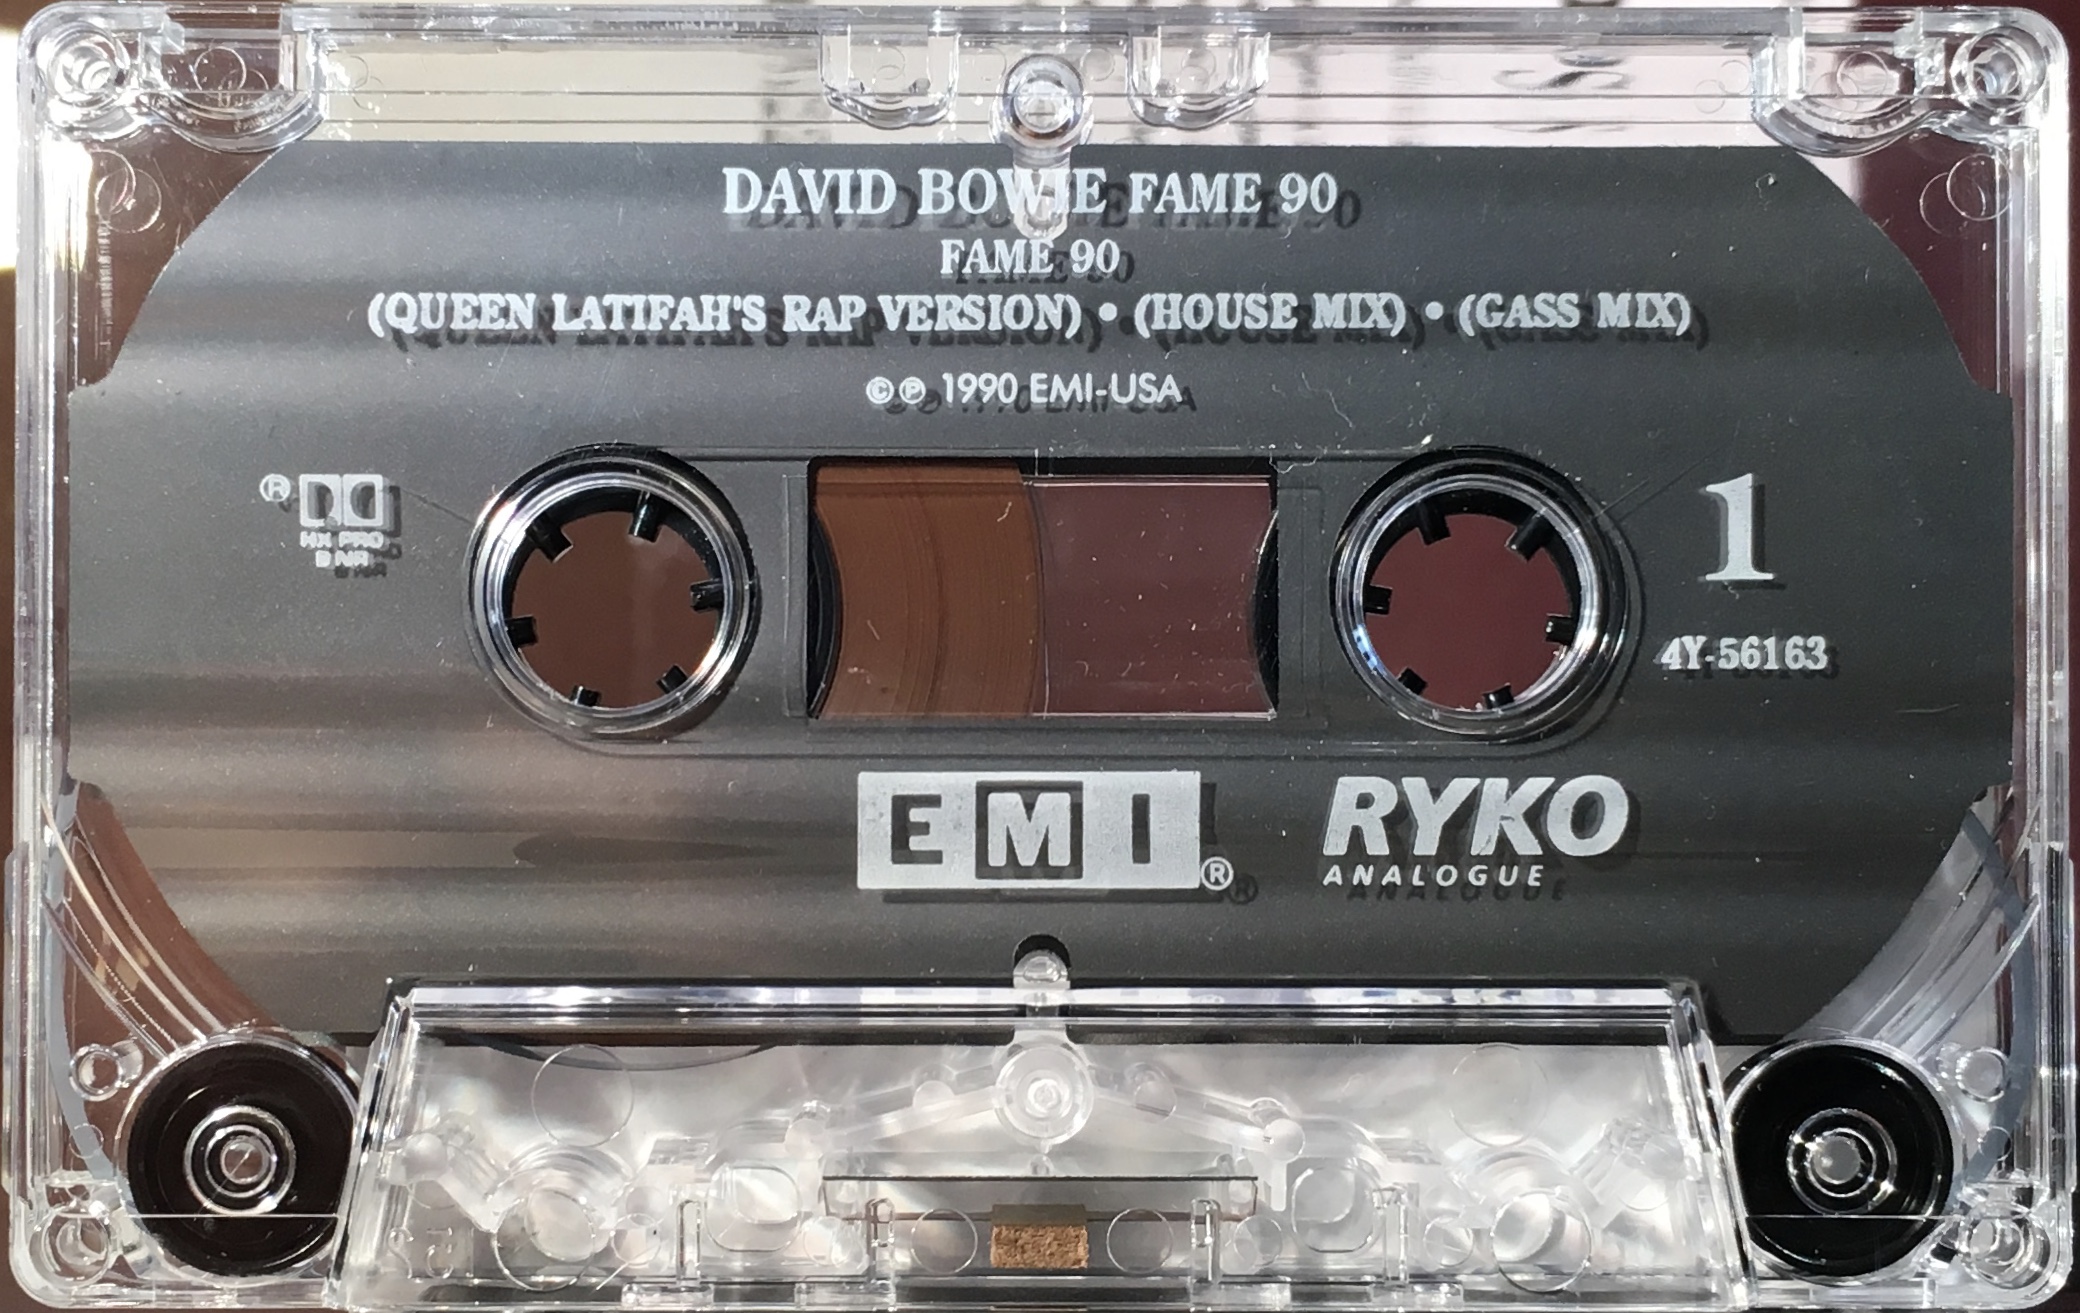 DAVID BOWIE FAME 90
FAME 90
(QUEEN LATIFAH'S RAP VERSION) • (HOUSE MIX) • (GASS MIX)
©℗ 1990 EMI-USA
®
HX PRO
B NR
1
4Y-56163
EMI®
RYKO
ANALOGUE